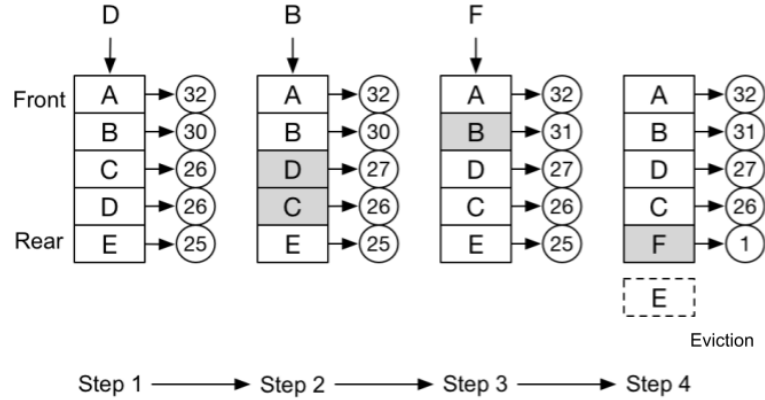 D B F
Front A 32 A 32 A 32 A 32
B 30 B 30 B 31 B 31
C 26 D 27 D 27 D 27
D 26 C 26 C 26 C 26
Rear E 25 E 25 E 25 F 1
E
Eviction
Step 1 Step 2 Step 3 Step 4